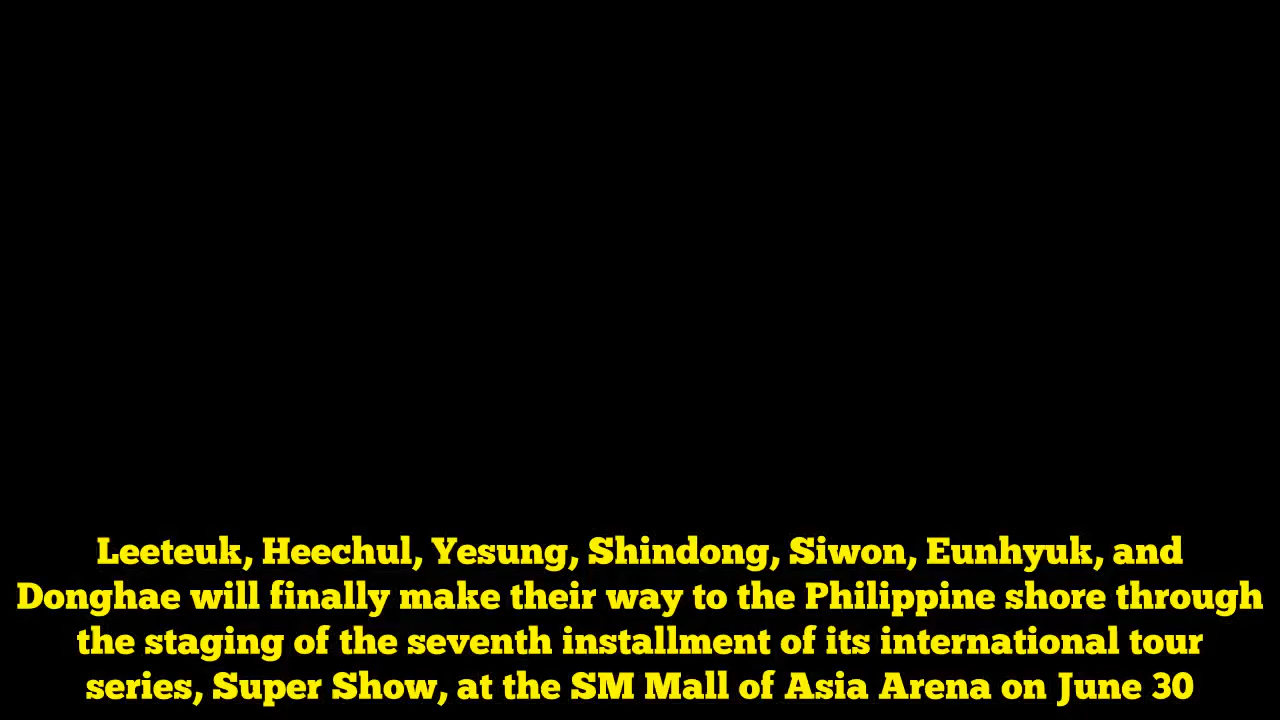 Leeteuk, Heechul, Yesung, Shindong, Siwon, Eunhyuk, and
Donghae will finally make their way to the Philippine shore through
the staging of the seventh installment of its international tour
series, Super Show, at the SM Mall of Asia Arena on June 30